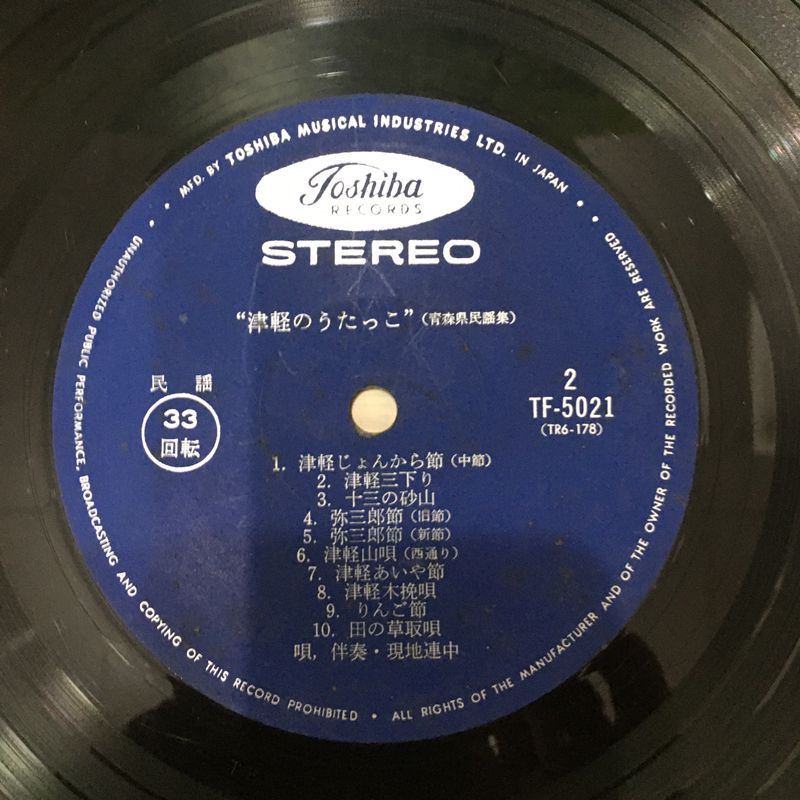 MFD. BY TOSHIBA MUSICAL INDUSTRIES LTD. IN JAPAN
Toshiba
RECORDS
STEREO
“津軽のうたっこ”(青森県民謡集)
民謡
33
回転
2
TF-5021
(TR6-178)
1. 津軽じょんから節(中節)
2. 津軽三下り
3. 十三の砂山
4. 弥三郎節(旧節)
5. 弥三郎節(新節)
6. 津軽山唄(西通り)
7. 津軽あいや節
8. 津軽木挽唄
9. りんご節
10. 田の草取唄
唄,伴奏・現地連中
UNAUTHORIZED PUBLIC PERFORMANCE, BROADCASTING AND COPYING OF THIS RECORD PROHIBITED • ALL RIGHTS OF THE MANUFACTURER AND OF THE OWNER OF THE RECORDED WORK ARE RESERVED